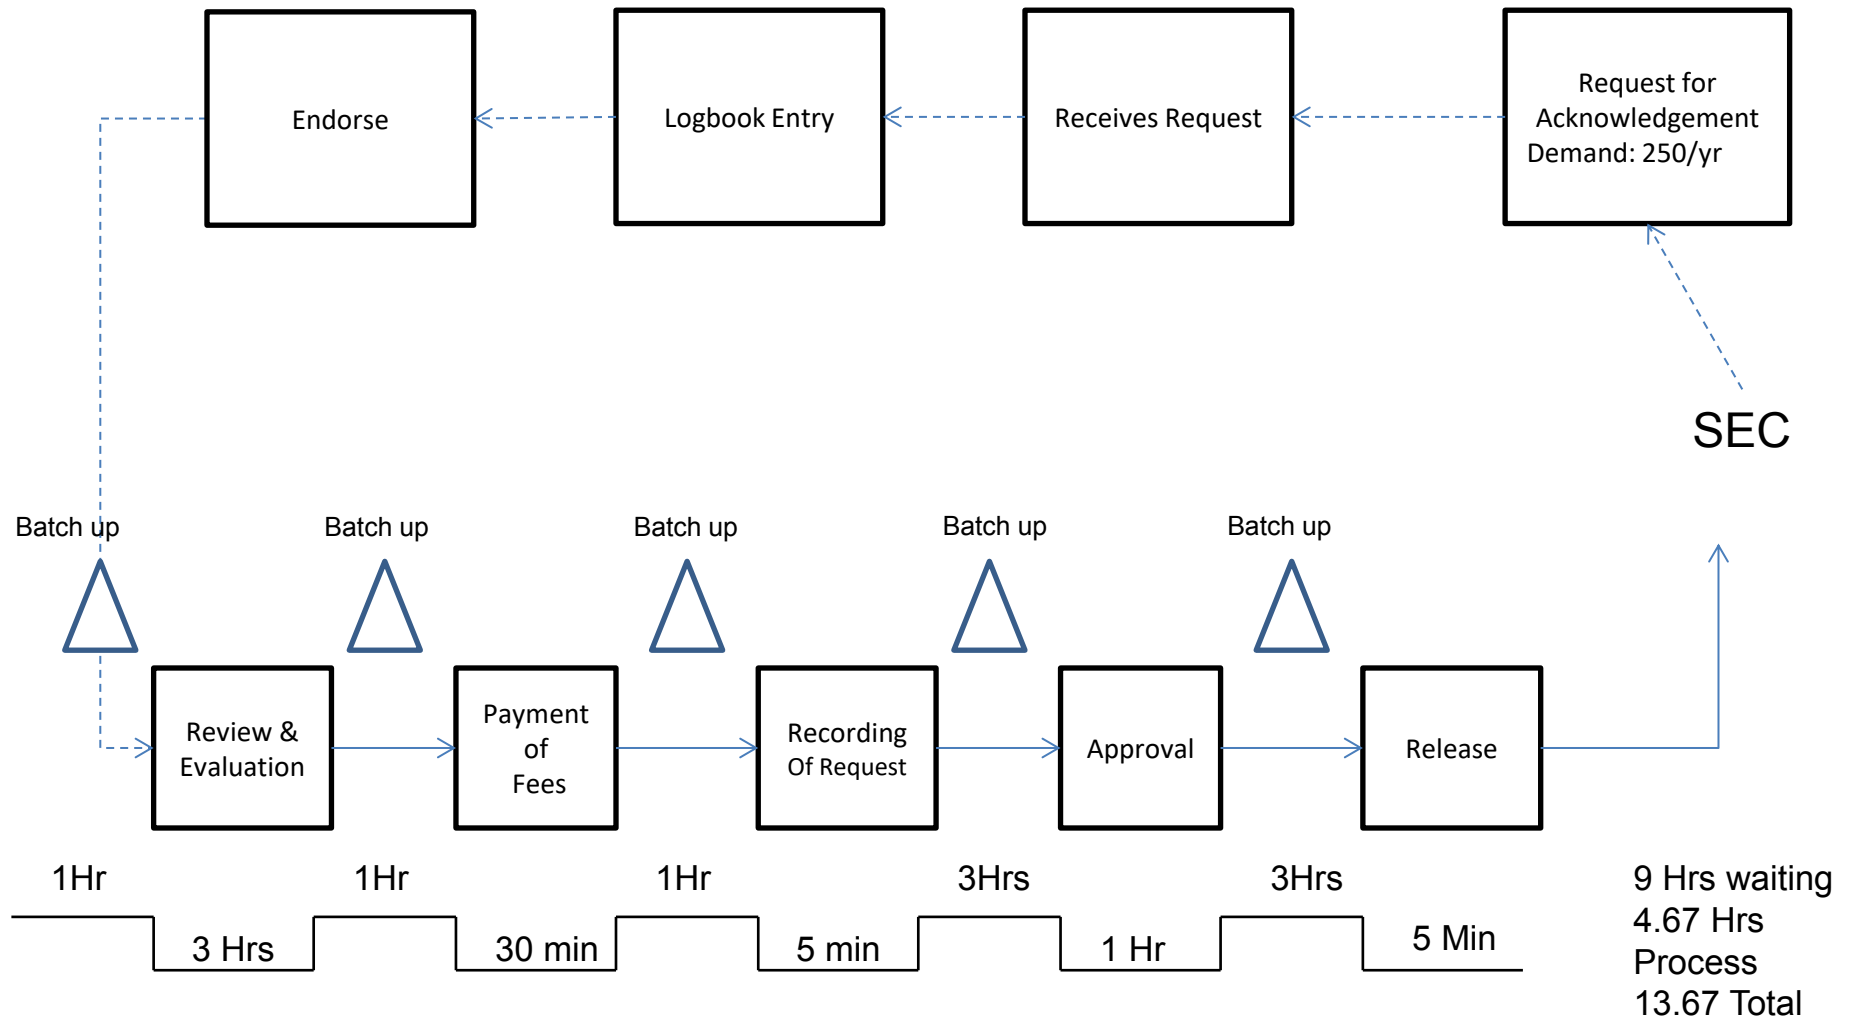 Endorse
Logbook Entry
Receives Request
Request for
Acknowledgement
Demand: 250/yr
SEC
Batch up
Batch up
Batch up
Batch up
Batch up
Review &
Evaluation
Payment
of
Fees
Recording
Of Request
Approval
Release
1Hr
1Hr
1Hr
3Hrs
3Hrs
3 Hrs
30 min
5 min
1 Hr
5 Min
9 Hrs waiting
4.67 Hrs
Process
13.67 Total